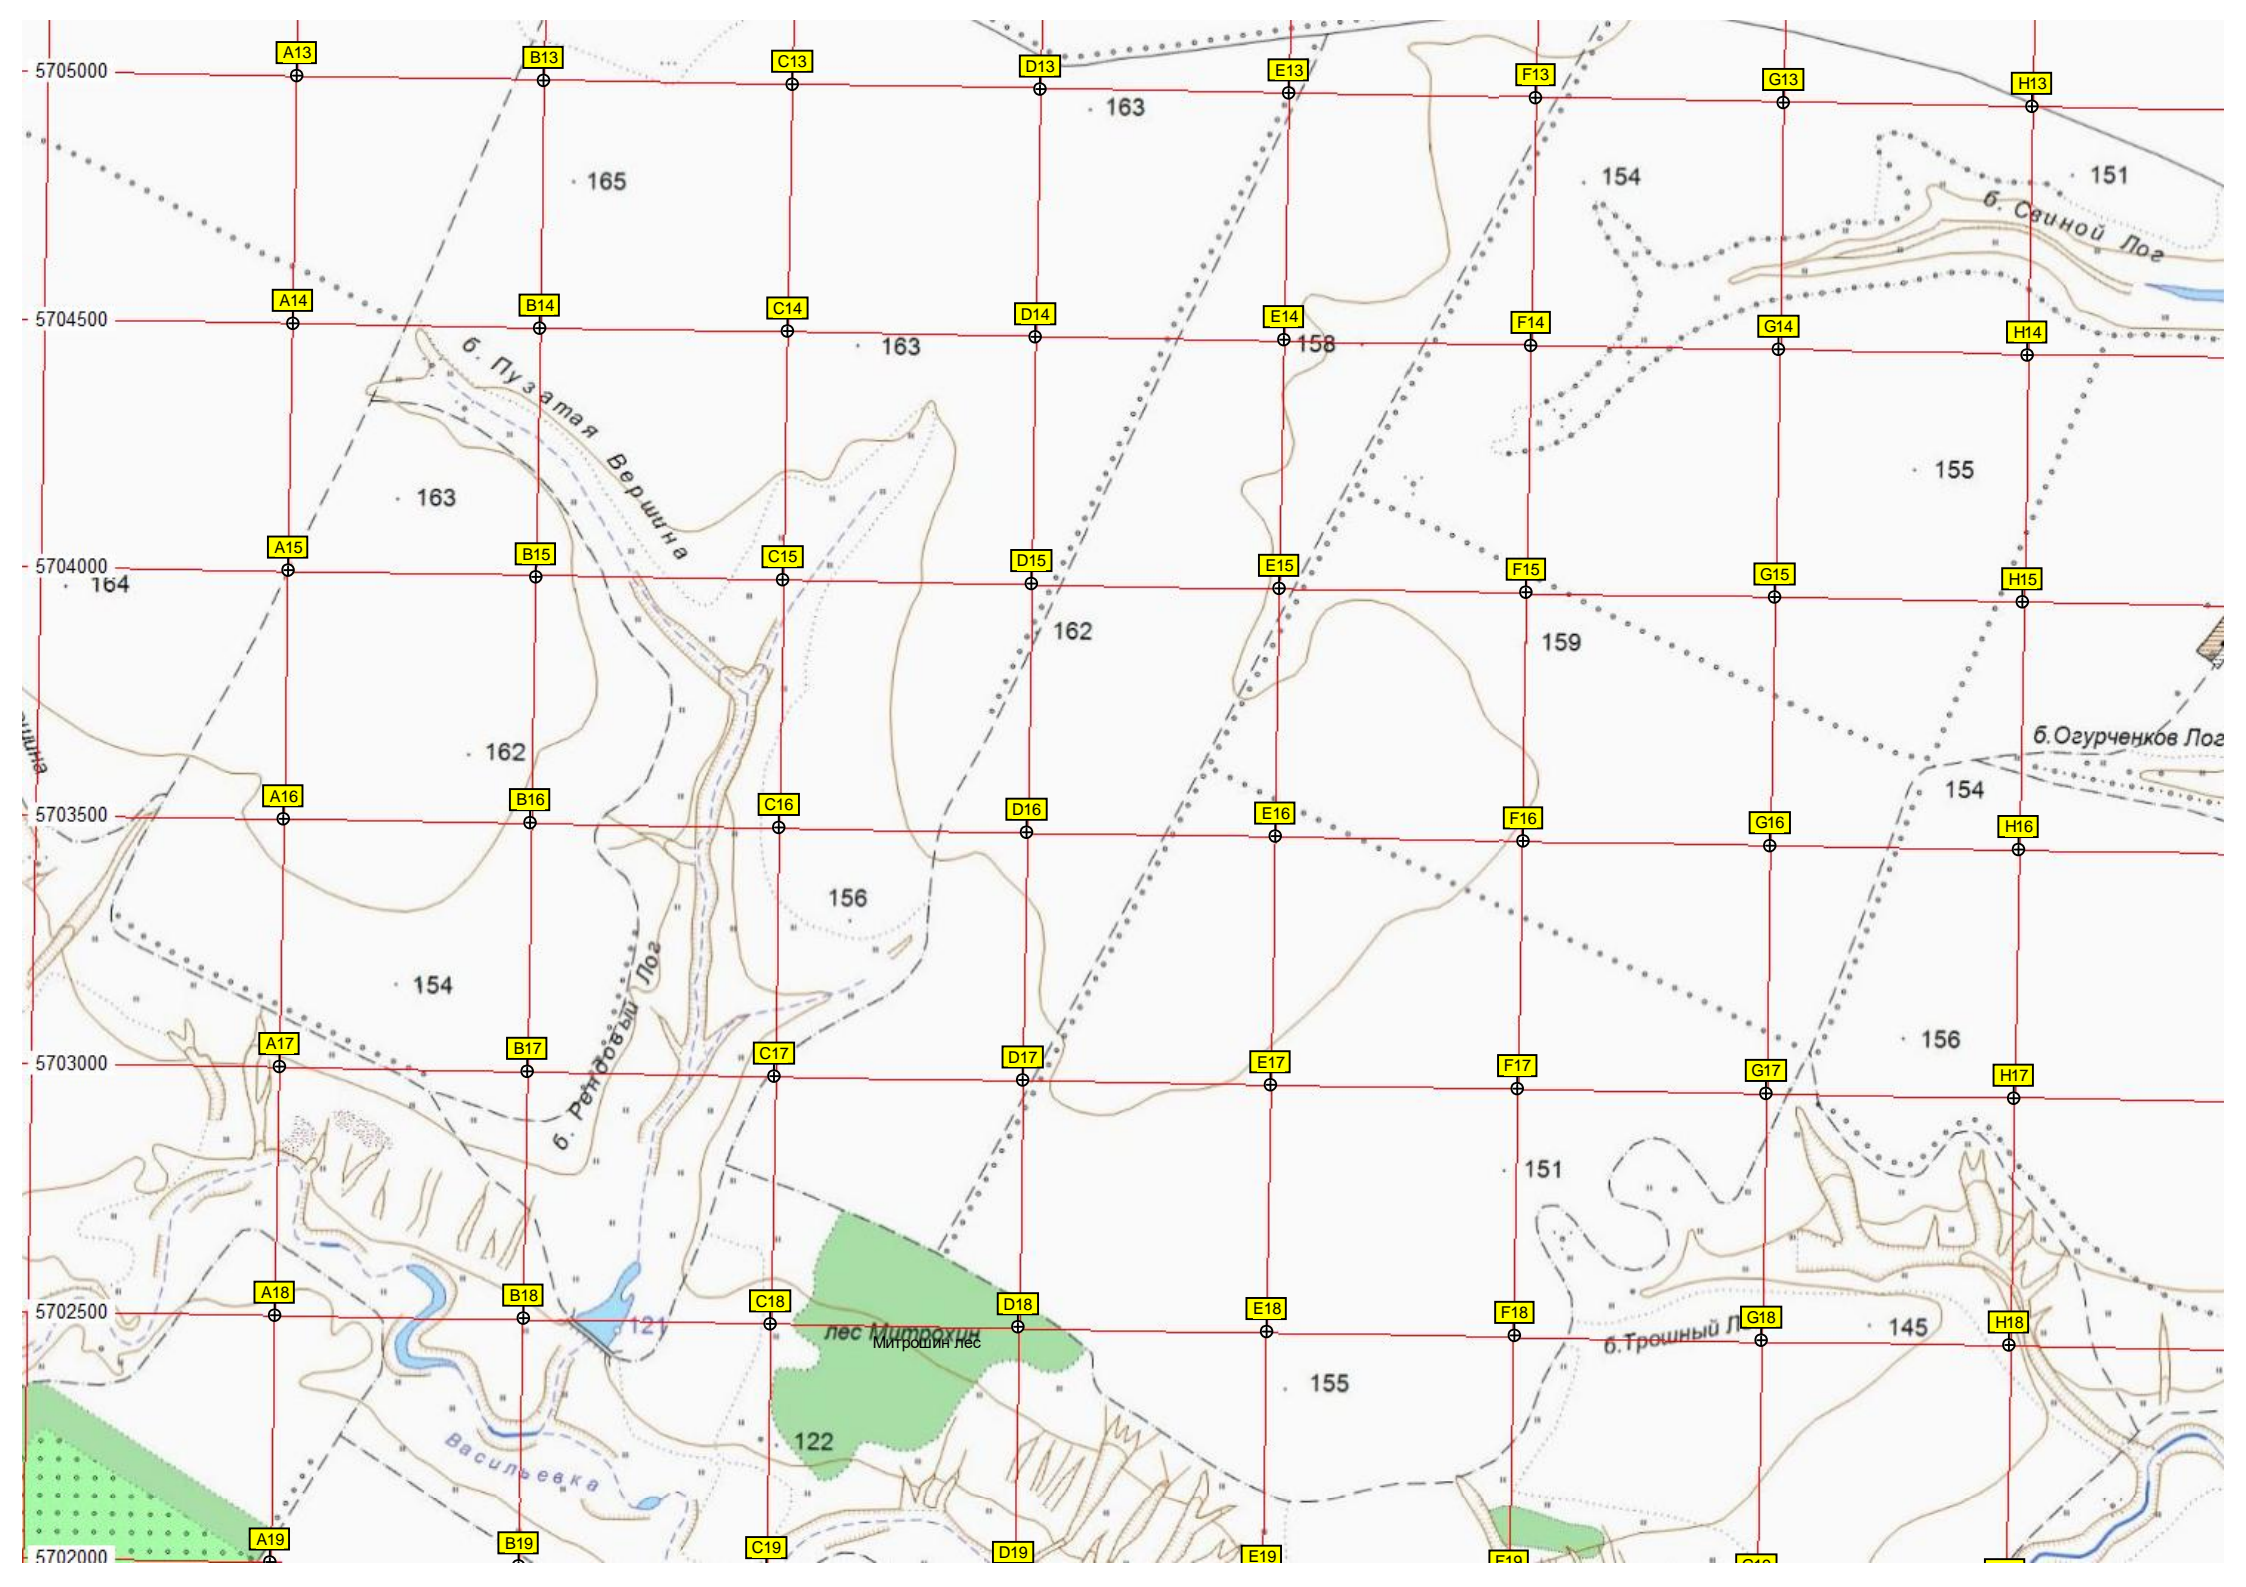 A13
B13
C13
D13
E13
F13
G13
H13
5705000
163
165
154
151
б. Свиной Лог
A14
B14
C14
D14
E14
F14
G14
H14
5704500
б. Пузатая Вершина
163
158
163
155
A15
B15
C15
D15
E15
F15
G15
H15
5704000
164
162
159
162
б.Огурченков Лог
154
A16
B16
C16
D16
E16
F16
G16
H16
5703500
156
154
б. Рендовый Лог
156
A17
B17
C17
D17
E17
F17
G17
H17
5703000
151
A18
B18
C18
D18
E18
F18
G18
H18
5702500
121
лес Митрохин
Митрошин лес
б.Трошный
145
155
122
Васильевка
A19
B19
C19
D19
E19
F19
5702000